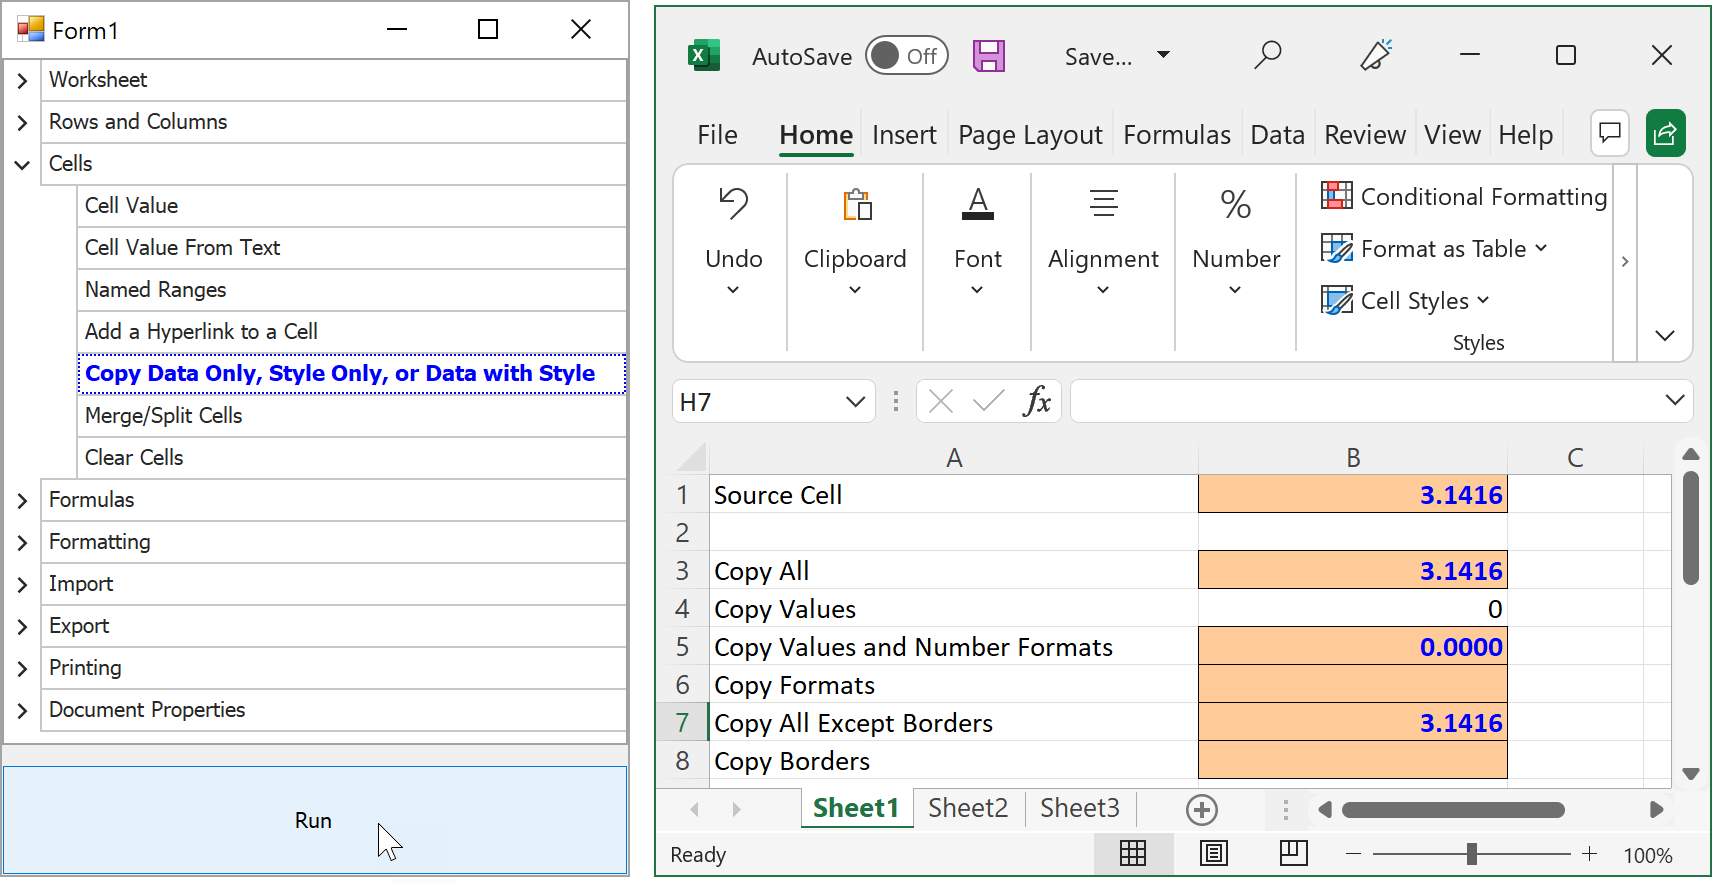 Form1
Worksheet
Rows and Columns
Cells
Cell Value
Cell Value From Text
Named Ranges
Add a Hyperlink to a Cell
Copy Data Only, Style Only, or Data with Style
Merge/Split Cells
Clear Cells
Formulas
Formatting
Import
Export
Printing
Document Properties
Run
X AutoSave Off Save...
File Home Insert Page Layout Formulas Data Review View Help
Undo Clipboard Font Alignment Number
Conditional Formatting
Format as Table
Cell Styles
Styles
H7 fx
A B C
1 Source Cell 3.1416
2
3 Copy All 3.1416
4 Copy Values 0
5 Copy Values and Number Formats 0.0000
6 Copy Formats
7 Copy All Except Borders 3.1416
8 Copy Borders
Sheet1 Sheet2 Sheet3
Ready 100%